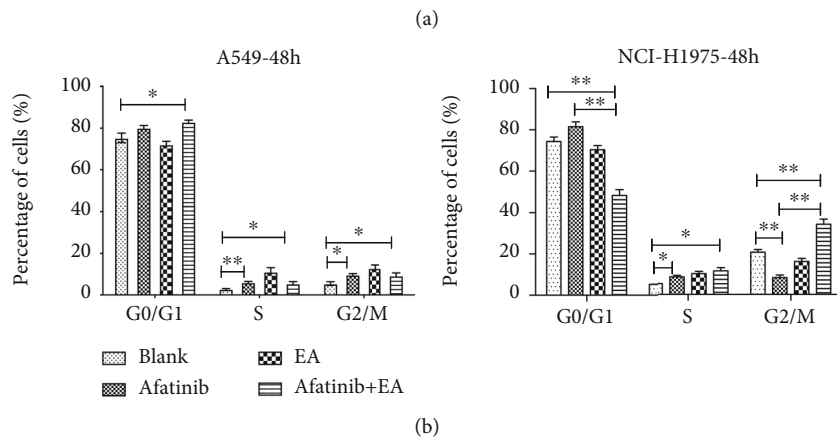 (a)
A549-48h
Percentage of cells (%)
100
80
60
40
20
0
*
**
*
*
*
G0/G1 S G2/M
NCI-H1975-48h
Percentage of cells (%)
100
80
60
40
20
0
**
**
*
*
**
**
**
G0/G1 S G2/M
Blank EA
Afatinib Afatinib+EA
(b)